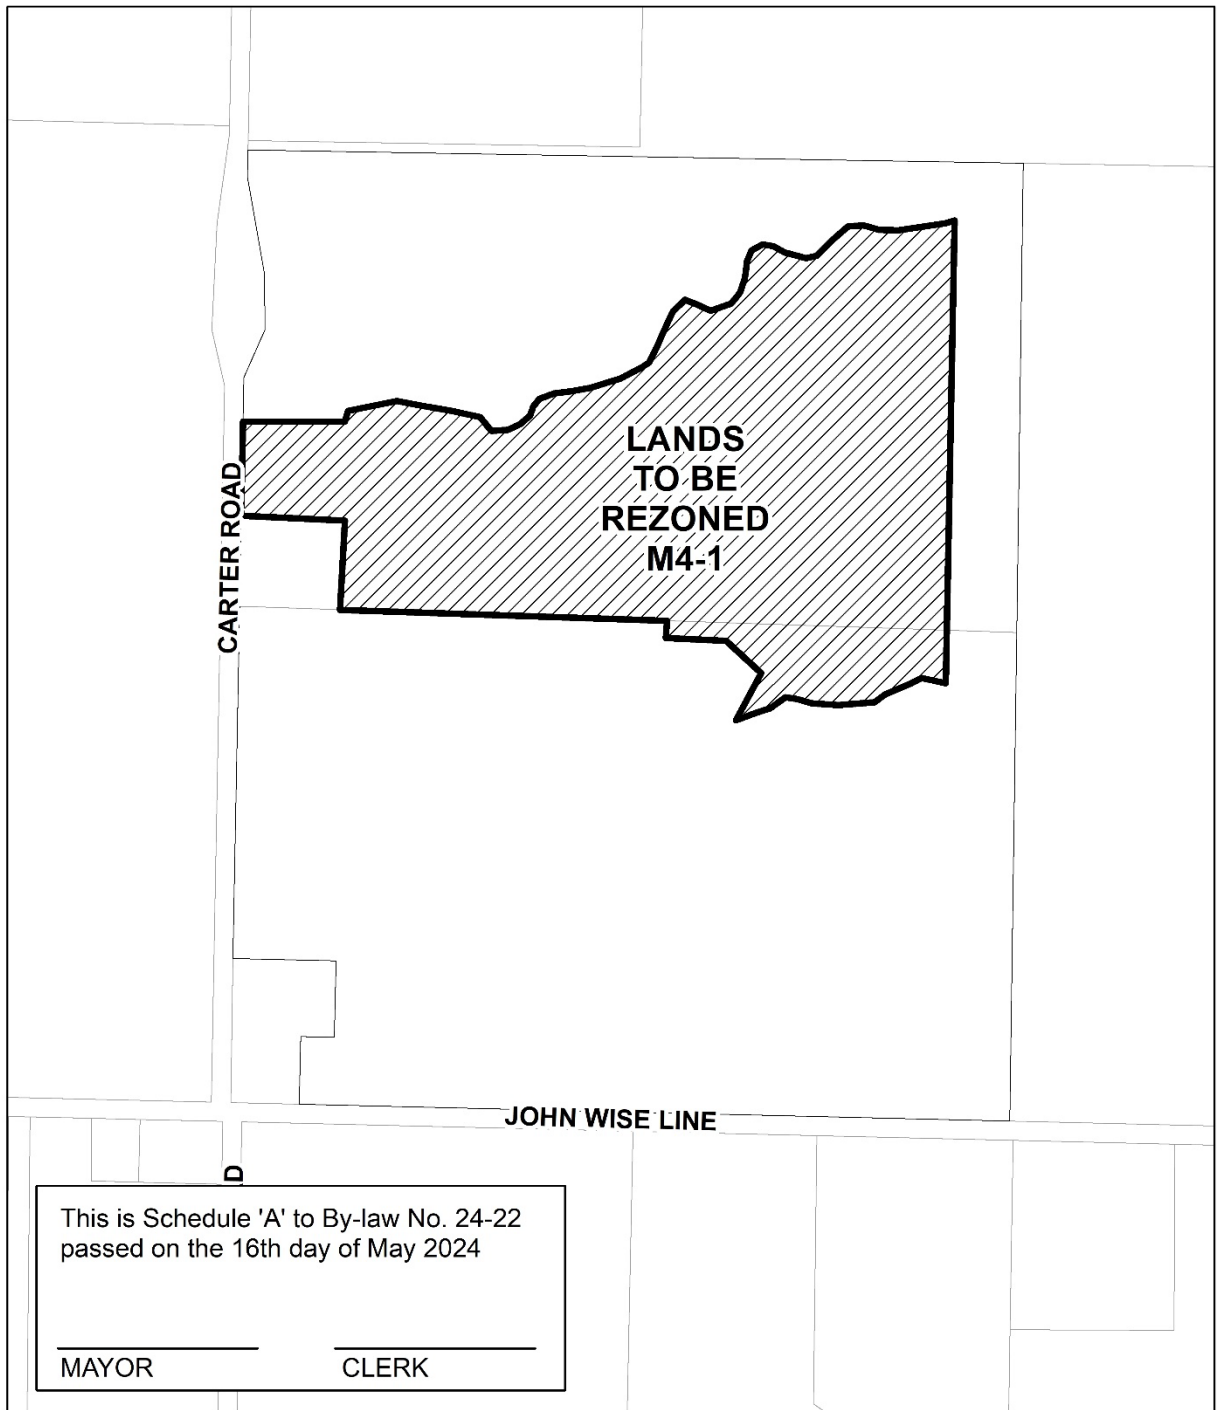 LANDS
TO BE
REZONED
M4-1
CARTER ROAD
JOHN WISE LINE
D
This is Schedule 'A' to By-law No. 24-22
passed on the 16th day of May 2024
MAYOR CLERK